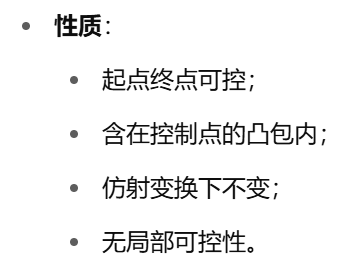 • 性质：
• 起点终点可控；
• 含在控制点的凸包内；
• 仿射变换下不变；
• 无局部可控性。